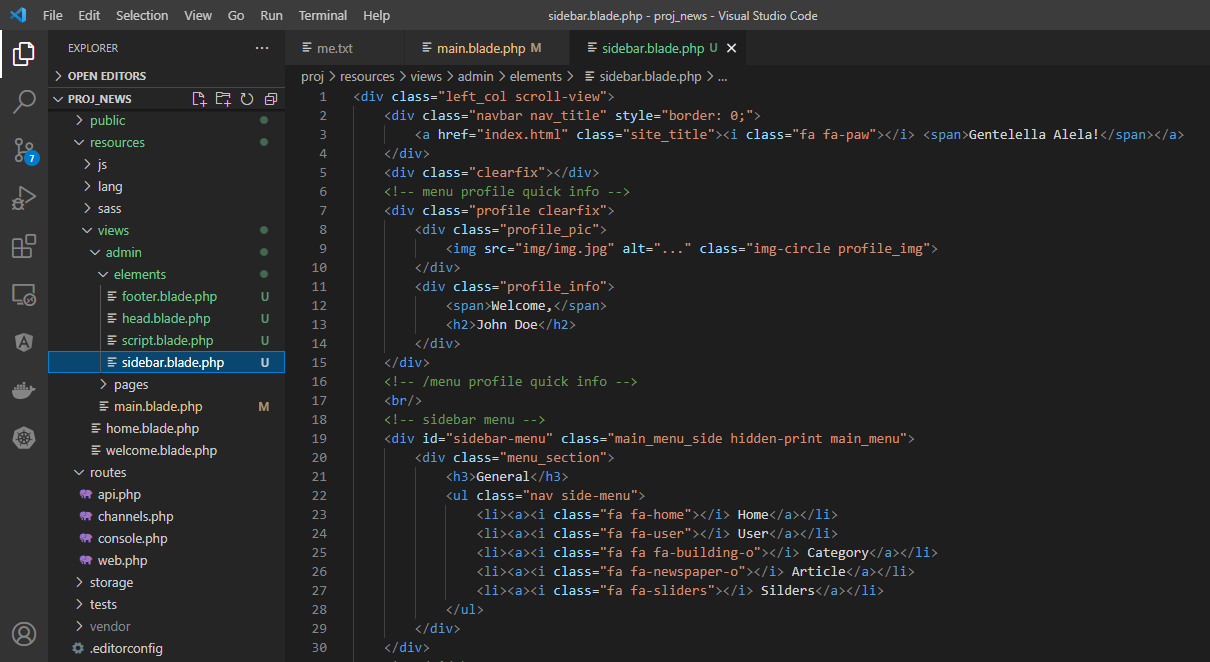 File Edit Selection View Go Run Terminal Help sidebar.blade.php - proj_news - Visual Studio Code
EXPLORER ...
me.txt main.blade.php M sidebar.blade.php U
OPEN EDITORS
proj > resources > views > admin > elements > sidebar.blade.php > ...
PROJ_NEWS
public
resources
js
lang
sass
views
admin
elements
footer.blade.php U
head.blade.php U
script.blade.php U
sidebar.blade.php U
pages
main.blade.php M
home.blade.php
welcome.blade.php
routes
api.php
channels.php
console.php
web.php
storage
tests
vendor
.editorconfig
7
1 <div class="left_col scroll-view">
2 <div class="navbar nav_title" style="border: 0;">
3 <a href="index.html" class="site_title"><i class="fa fa-paw"></i> <span>Gentelella Alela!</span></a>
4 </div>
5 <div class="clearfix"></div>
6 <!-- menu profile quick info -->
7 <div class="profile clearfix">
8 <div class="profile_pic">
9 <img src="img/img.jpg" alt="..." class="img-circle profile_img">
10 </div>
11 <div class="profile_info">
12 <span>Welcome,</span>
13 <h2>John Doe</h2>
14 </div>
15 </div>
16 <!-- /menu profile quick info -->
17 <br/>
18 <!-- sidebar menu -->
19 <div id="sidebar-menu" class="main_menu_side hidden-print main_menu">
20 <div class="menu_section">
21 <h3>General</h3>
22 <ul class="nav side-menu">
23 <li><a><i class="fa fa-home"></i> Home</a></li>
24 <li><a><i class="fa fa-user"></i> User</a></li>
25 <li><a><i class="fa fa fa-building-o"></i> Category</a></li>
26 <li><a><i class="fa fa-newspaper-o"></i> Article</a></li>
27 <li><a><i class="fa fa-sliders"></i> Silders</a></li>
28 </ul>
29 </div>
30 </div>